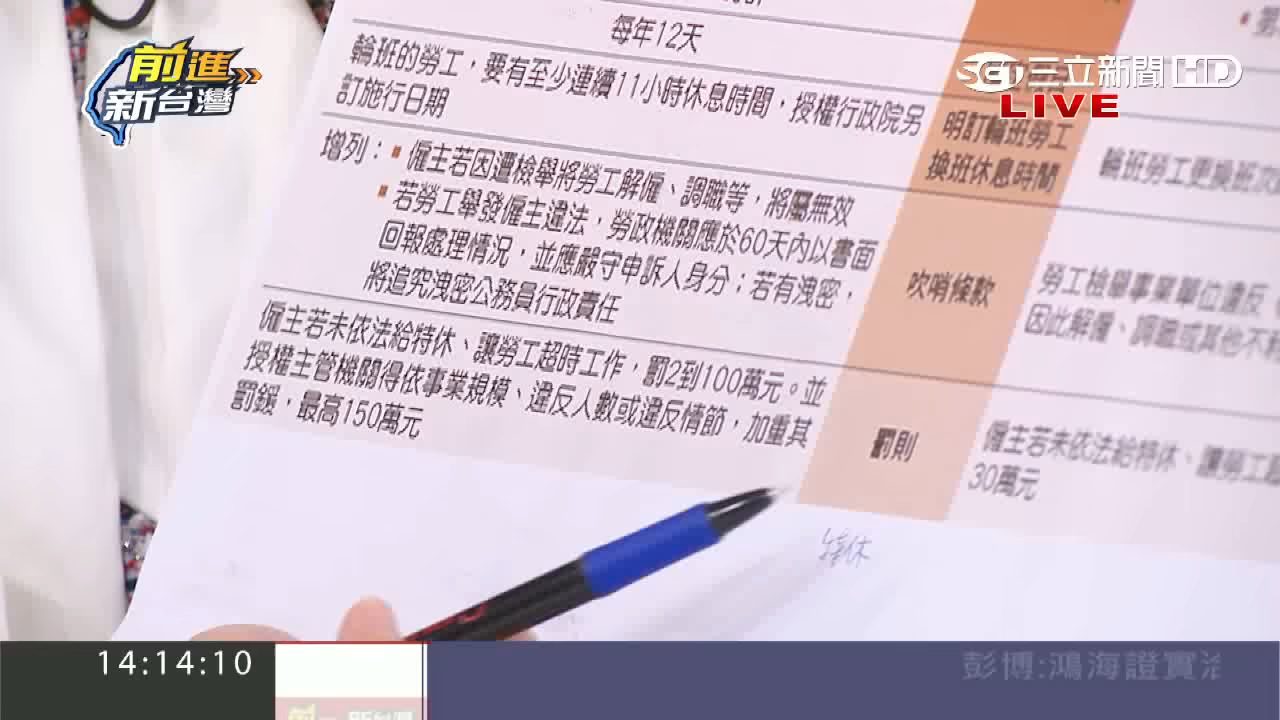 前進
新台灣
三立新聞HD
LIVE
每年12天
輪班的勞工，要有至少連續11小時休息時間，授權行政院另
訂施行日期
明訂輪班勞工
換班休息時間
輪班勞工更換班次
增列：▪僱主若因遭檢舉將勞工解僱、調職等，將屬無效
▪若勞工舉發僱主違法，勞政機關應於60天內以書面
回報處理情況，並應嚴守申訴人身分；若有洩密，
將追究洩密公務員行政責任
吹哨條款
勞工檢舉事業單位違反
因此解僱、調職或其他不利
僱主若未依法給特休、讓勞工超時工作，罰2到100萬元。並
授權主管機關得依事業規模、違反人數或違反情節，加重其
罰鍰，最高150萬元
罰則
僱主若未依法給特休、讓勞工超
30萬元
特休
14:14:10
彭博:鴻海證實